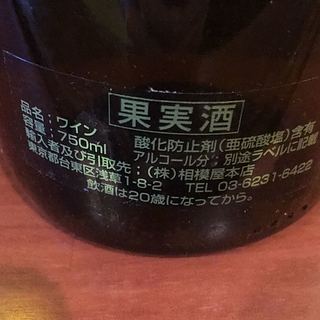 果実酒
品名：ワイン
容量：750ml
酸化防止剤（亜硫酸塩）含有
アルコール分：別途ラベルに記載
輸入者及び引取先：（株）相模屋本店
東京都台東区浅草1-8-2 TEL 03-6231-6422
飲酒は20歳になってから。